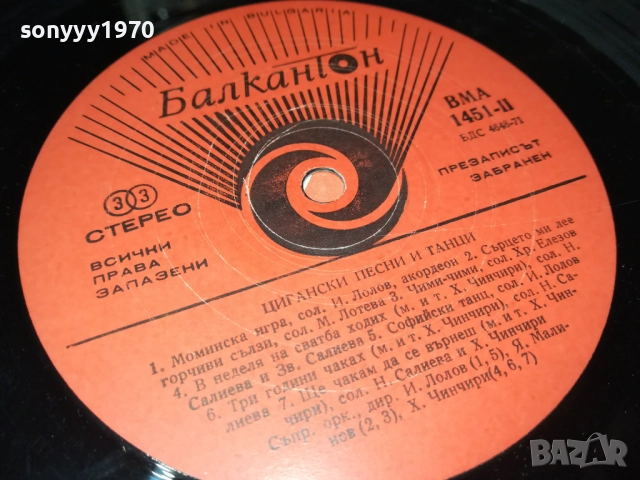 sonyyy1970
MADE IN BULGARIA
Балкантон
ВМА
1451-II
БДС 4646-71
33
СТЕРЕО
ВСИЧКИ
ПРАВА
ЗАПАЗЕНИ
ПРЕЗАПИСЪТ
ЗАБРАНЕН
ЦИГАНСКИ ПЕСНИ И ТАНЦИ
1. Моминска игра, сол. И. Лолов, акордеон 2. Сърцето ми лее
горчиви сълзи, сол. М. Лотева 3. Чими-чими, сол. Хр. Елезов
4. В неделя на сватба ходих (м. и т. Х. Чинчири), сол. Н.
Салиева и Зв. Салиева 5. Софийски танц, сол. И. Лолов
6. Три години чаках (м. и т. Х. Чинчири), сол. Н. Са-
лиева 7. Ще чакам да се върнеш (м. и т. Х. Чин-
чири), сол. Н. Салиева и Х. Чинчири
Съпр. орк., дир. И. Лолов (1, 5), Я. Мали-
нов (2, 3), Х. Чинчири (4, 6, 7)
BAZAR